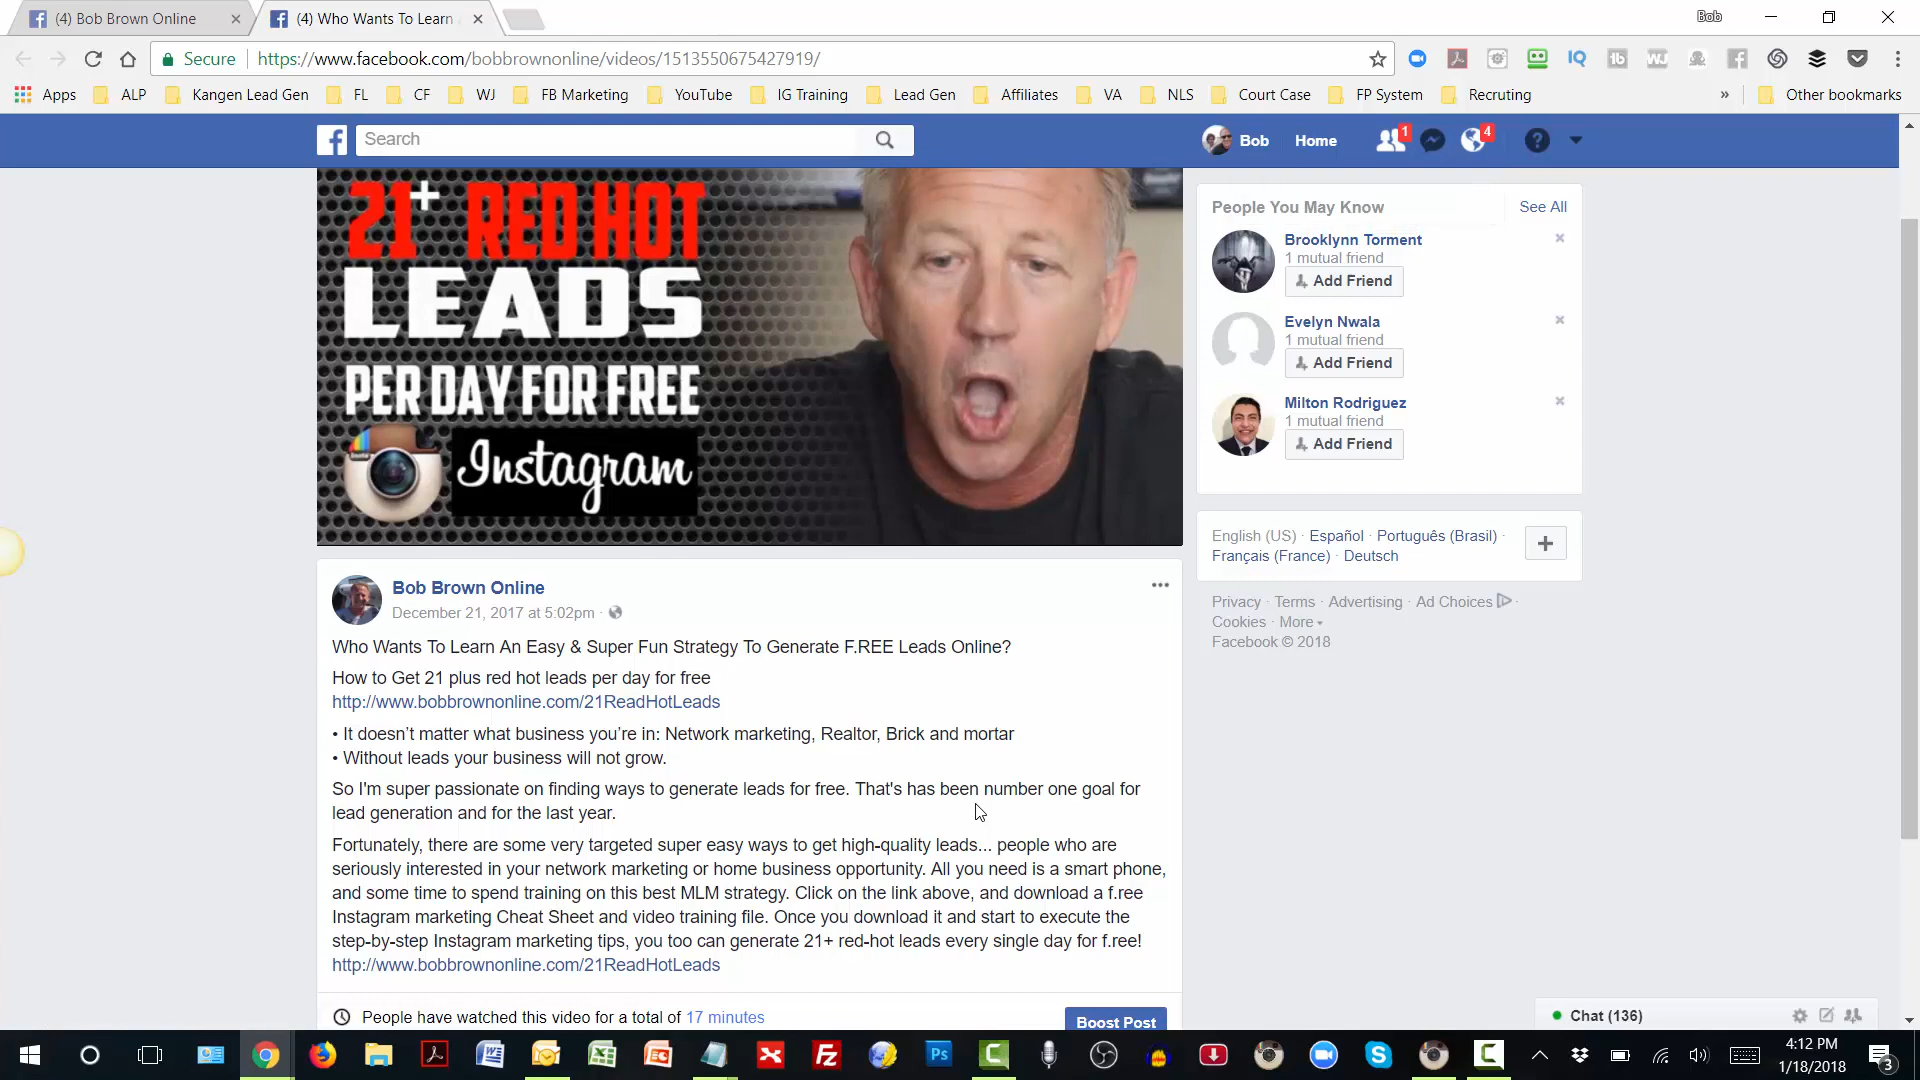 (4) Bob Brown Online
(4) Who Wants To Learn
Bob
Secure
https://www.facebook.com/bobbrownonline/videos/1513550675427919/
Apps ALP Kangen Lead Gen FL CF WJ FB Marketing YouTube IG Training Lead Gen Affiliates VA NLS Court Case FP System Recruting » Other bookmarks
Search
Bob Home 1 4
21+ RED HOT
LEADS
PER DAY FOR FREE
Instagram
People You May Know See All
Brooklynn Torment
1 mutual friend
Add Friend
Evelyn Nwala
1 mutual friend
Add Friend
Milton Rodriguez
1 mutual friend
Add Friend
English (US) · Español · Português (Brasil) ·
Français (France) · Deutsch
Privacy · Terms · Advertising · Ad Choices ·
Cookies · More
Facebook © 2018
Bob Brown Online
December 21, 2017 at 5:02pm ·
Who Wants To Learn An Easy & Super Fun Strategy To Generate F.REE Leads Online?
How to Get 21 plus red hot leads per day for free
http://www.bobbrownonline.com/21ReadHotLeads
• It doesn’t matter what business you’re in: Network marketing, Realtor, Brick and mortar
• Without leads your business will not grow.
So I'm super passionate on finding ways to generate leads for free. That's has been number one goal for
lead generation and for the last year.
Fortunately, there are some very targeted super easy ways to get high-quality leads... people who are
seriously interested in your network marketing or home business opportunity. All you need is a smart phone,
and some time to spend training on this best MLM strategy. Click on the link above, and download a f.ree
Instagram marketing Cheat Sheet and video training file. Once you download it and start to execute the
step-by-step Instagram marketing tips, you too can generate 21+ red-hot leads every single day for f.ree!
http://www.bobbrownonline.com/21ReadHotLeads
People have watched this video for a total of 17 minutes
Boost Post
Chat (136)
4:12 PM
1/18/2018
3